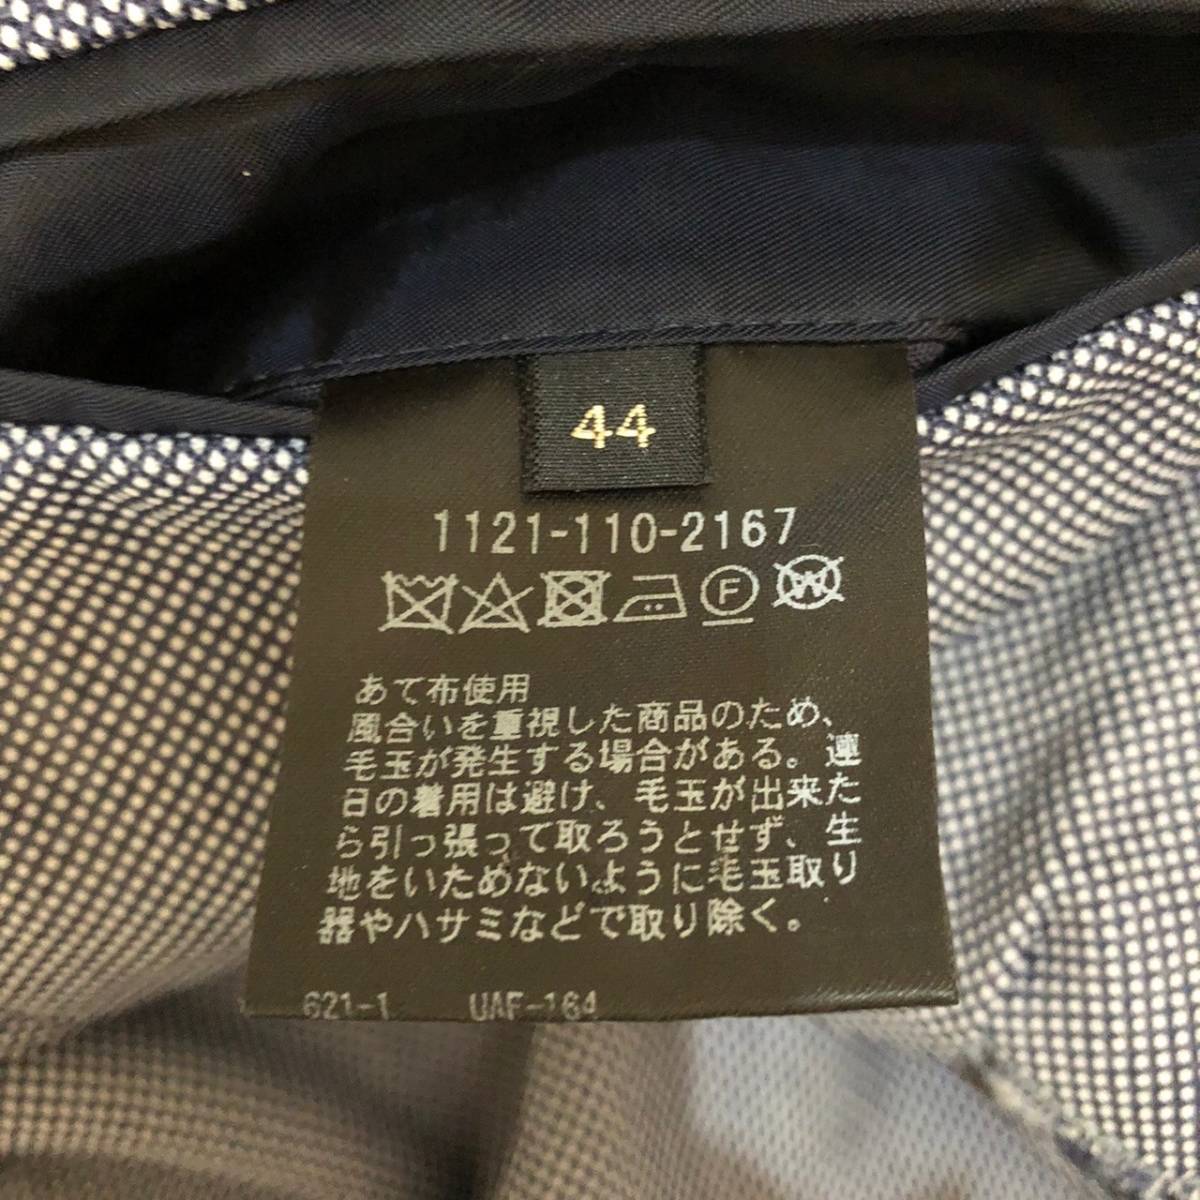 44
1121-110-2167
F W
あて布使用
風合いを重視した商品のため、
毛玉が発生する場合がある。連
日の着用は避け、毛玉が出来た
ら引っ張って取ろうとせず、生
地をいためないように毛玉取り
器やハサミなどで取り除く。
621-1 UAF-164